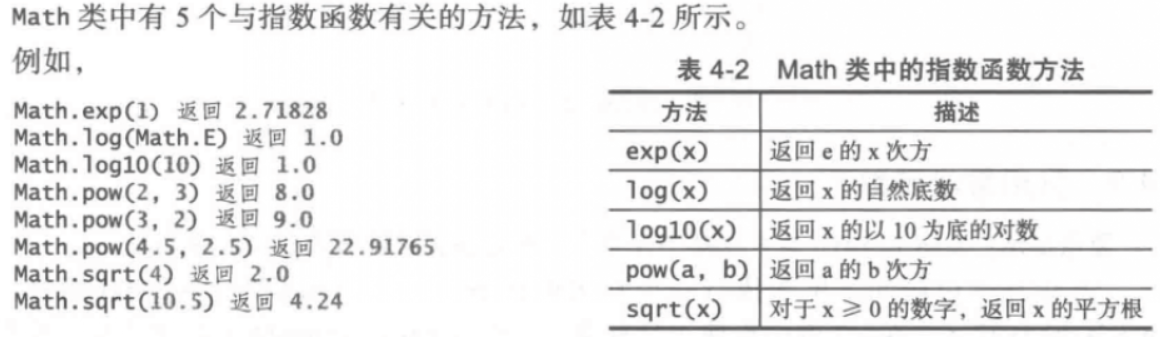 Math 类中有 5 个与指数函数有关的方法，如表 4-2 所示。
例如，
Math.exp(1) 返回 2.71828
Math.log(Math.E) 返回 1.0
Math.log10(10) 返回 1.0
Math.pow(2, 3) 返回 8.0
Math.pow(3, 2) 返回 9.0
Math.pow(4.5, 2.5) 返回 22.91765
Math.sqrt(4) 返回 2.0
Math.sqrt(10.5) 返回 4.24
表 4-2 Math 类中的指数函数方法
方法 描述
exp(x) 返回 e 的 x 次方
log(x) 返回 x 的自然底数
log10(x) 返回 x 的以 10 为底的对数
pow(a, b) 返回 a 的 b 次方
sqrt(x) 对于 x ≥ 0 的数字，返回 x 的平方根